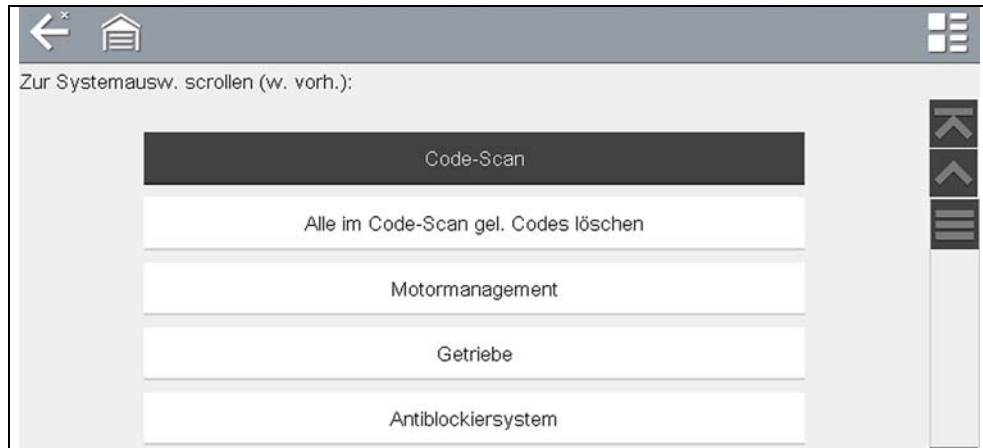 Zur Systemausw. scrollen (w. vorh.):
Code-Scan
Alle im Code-Scan gel. Codes löschen
Motormanagement
Getriebe
Antiblockiersystem